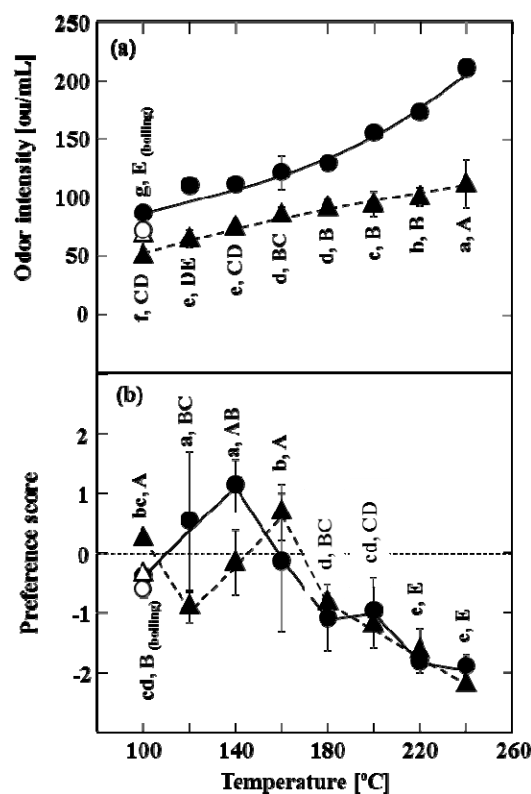 250
(a)
200
150
100
50
0
Odor intensity [ou/mL]
g, E (boiling)
f, CD
e, DE
e, CD
d, BC
d, B
c, B
b, B
a, A
(b)
2
1
0
-1
-2
Preference score
bc, A
cd, B (boiling)
a, BC
a, AB
b, A
d, BC
cd, CD
e, E
e, E
100 120 140 160 180 200 220 240 260
Temperature [°C]